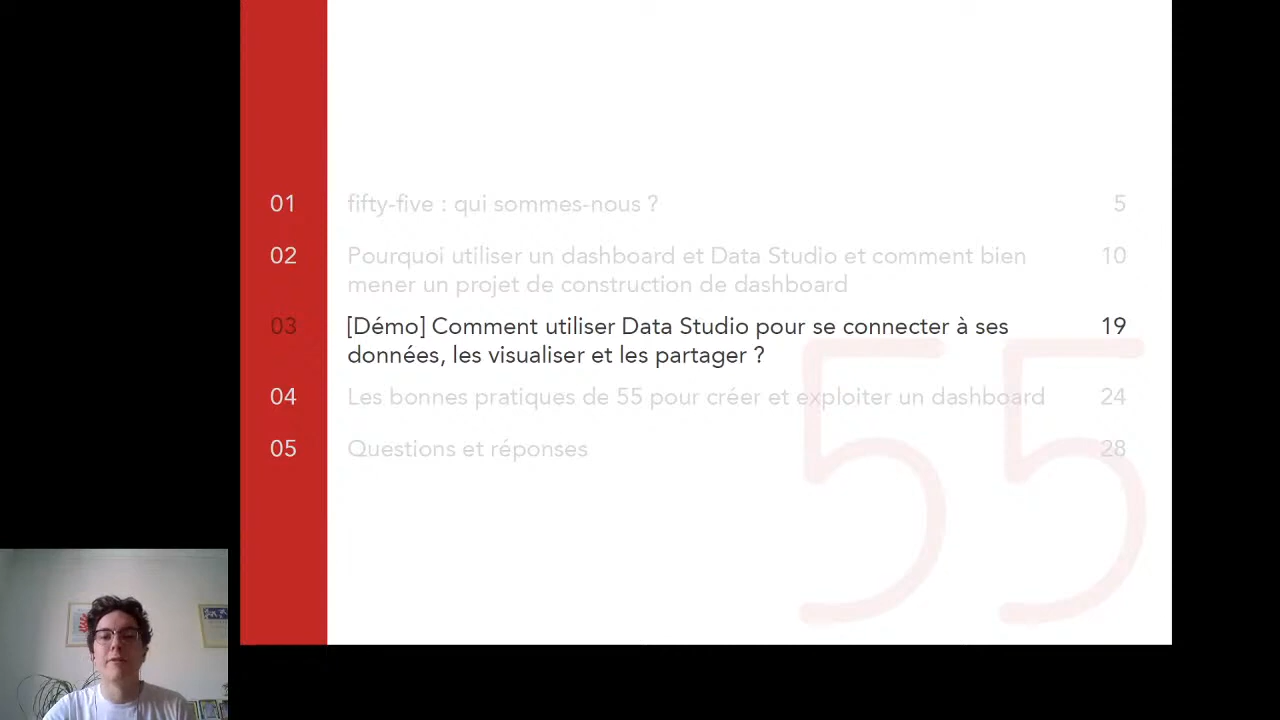 01 fifty-five : qui sommes-nous ? 5
02 Pourquoi utiliser un dashboard et Data Studio et comment bien 10
mener un projet de construction de dashboard
03 [Démo] Comment utiliser Data Studio pour se connecter à ses 19
données, les visualiser et les partager ?
04 Les bonnes pratiques de 55 pour créer et exploiter un dashboard 24
05 Questions et réponses 28
55